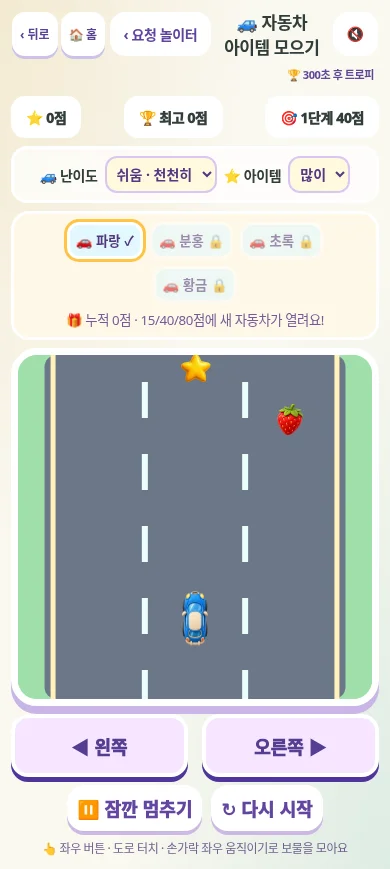 ‹ 뒤로
🏠 홈
‹ 요청 놀이터
🚙 자동차
아이템 모으기
🏆 300초 후 트로피
⭐ 0점
🏆 최고 0점
🎯 1단계 40점
🚙 난이도
쉬움 · 천천히
⭐ 아이템
많이
🚗 파랑 ✓
🚗 분홍 🔒
🚗 초록 🔒
🚗 황금 🔒
🎁 누적 0점 · 15/40/80점에 새 자동차가 열려요!
◀ 왼쪽
오른쪽 ▶
⏸️ 잠깐 멈추기
↻ 다시 시작
👆 좌우 버튼 · 도로 터치 · 손가락 좌우 움직이기로 보물을 모아요